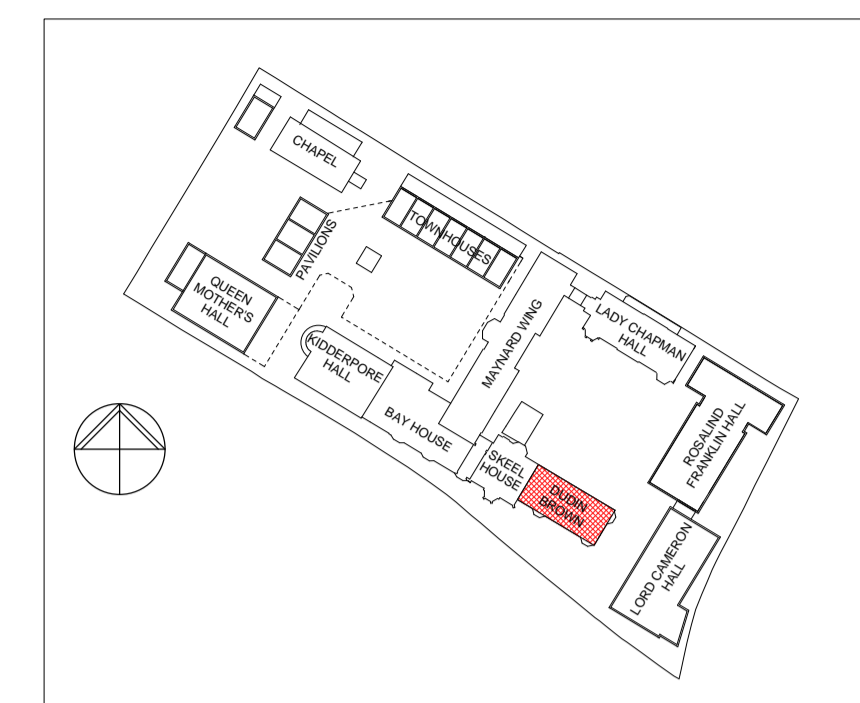 CHAPEL
TOWNHOUSES
PAVILIONS
QUEEN
MOTHER'S
HALL
KIDDERPORE
HALL
BAY HOUSE
MAYNARD WING
LADY CHAPMAN
HALL
ROSALIND
FRANKLIN HALL
SKEEL
HOUSE
DUDIN
BROWN
LORD CAMERON
HALL